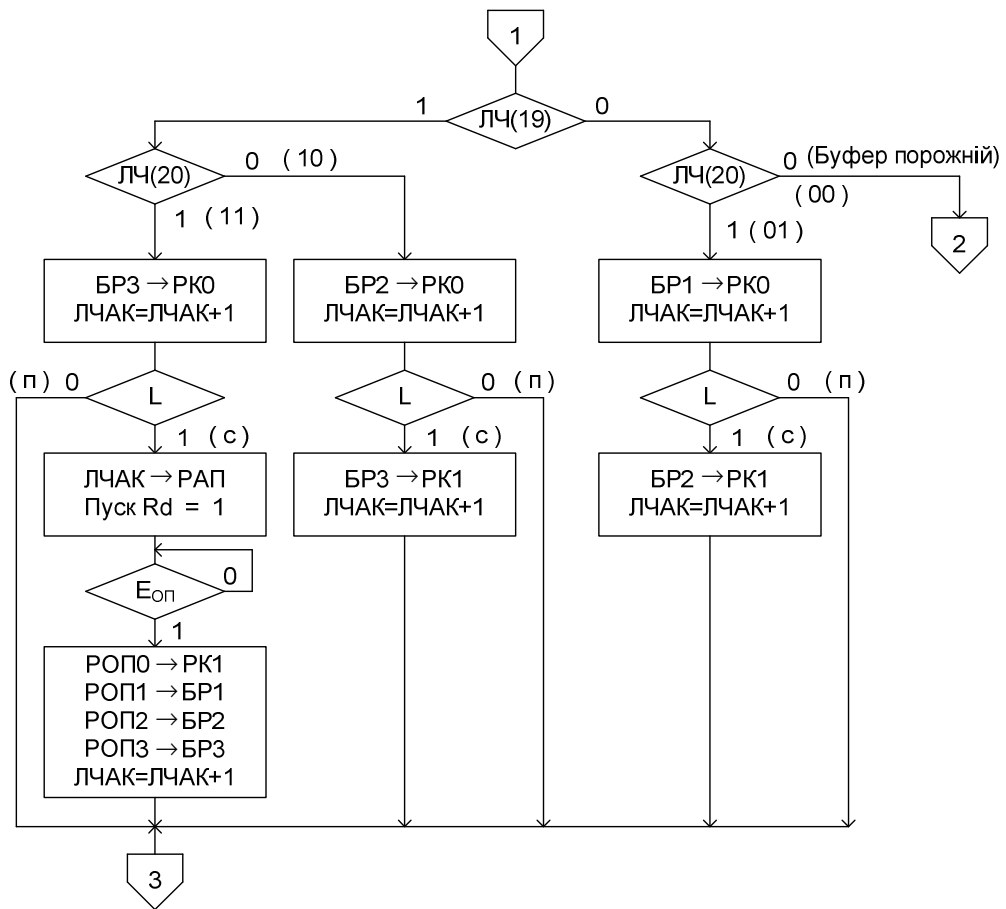 1
1
ЛЧ(19)
0
ЛЧ(20)
0 (10)
1 (11)
ЛЧ(20)
0 (Буфер порожній)
(00)
1 (01)
2
БР3→РК0
ЛЧАК=ЛЧАК+1
БР2→РК0
ЛЧАК=ЛЧАК+1
БР1→РК0
ЛЧАК=ЛЧАК+1
(п) 0
L
1 (с)
L
0 (п)
1 (с)
L
0 (п)
1 (с)
ЛЧАК→РАП
Пуск Rd = 1
БР3→РК1
ЛЧАК=ЛЧАК+1
БР2→РК1
ЛЧАК=ЛЧАК+1
ЕОП
0
1
РОП0→РК1
РОП1→БР1
РОП2→БР2
РОП3→БР3
ЛЧАК=ЛЧАК+1
3